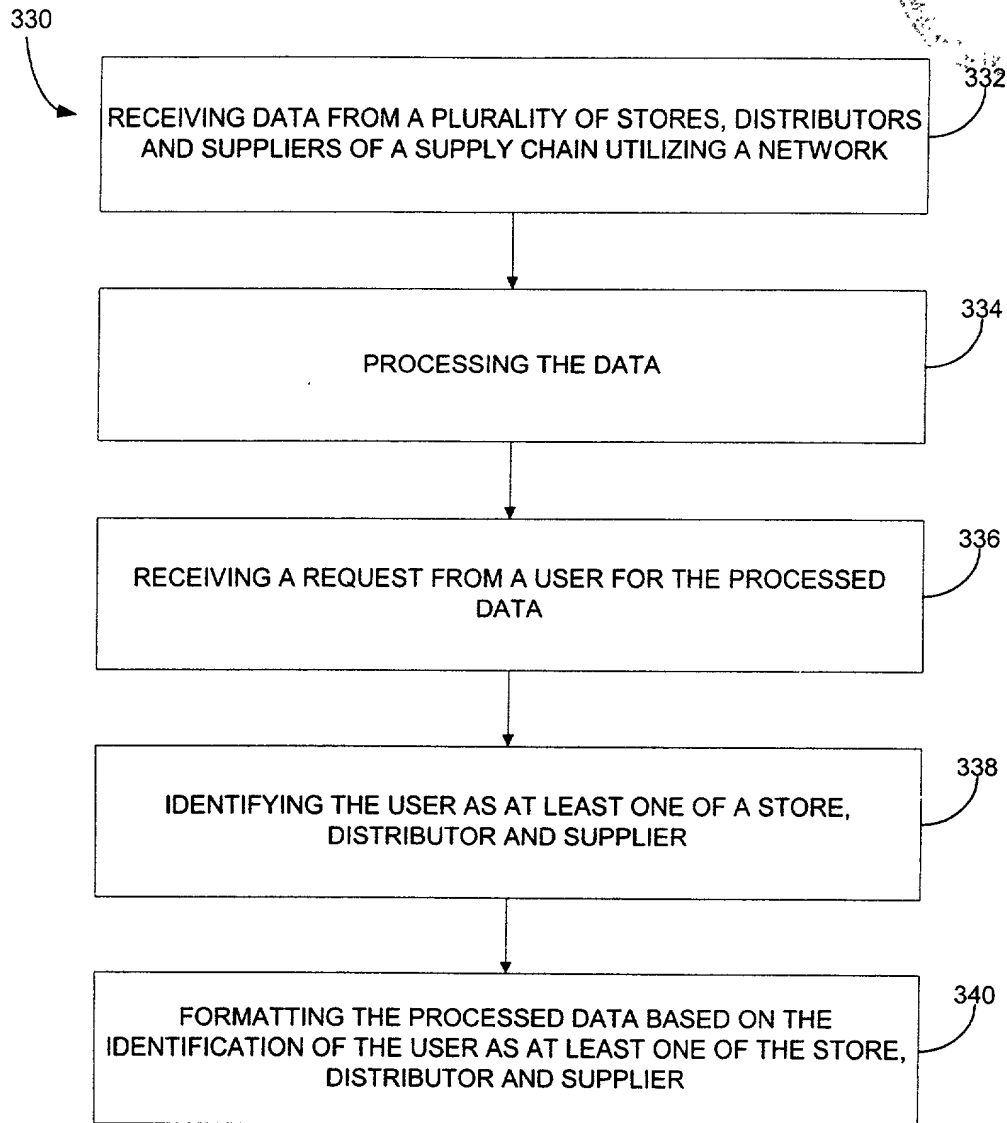 330
332
RECEIVING DATA FROM A PLURALITY OF STORES, DISTRIBUTORS
AND SUPPLIERS OF A SUPPLY CHAIN UTILIZING A NETWORK
334
PROCESSING THE DATA
336
RECEIVING A REQUEST FROM A USER FOR THE PROCESSED
DATA
338
IDENTIFYING THE USER AS AT LEAST ONE OF A STORE,
DISTRIBUTOR AND SUPPLIER
340
FORMATTING THE PROCESSED DATA BASED ON THE
IDENTIFICATION OF THE USER AS AT LEAST ONE OF THE STORE,
DISTRIBUTOR AND SUPPLIER